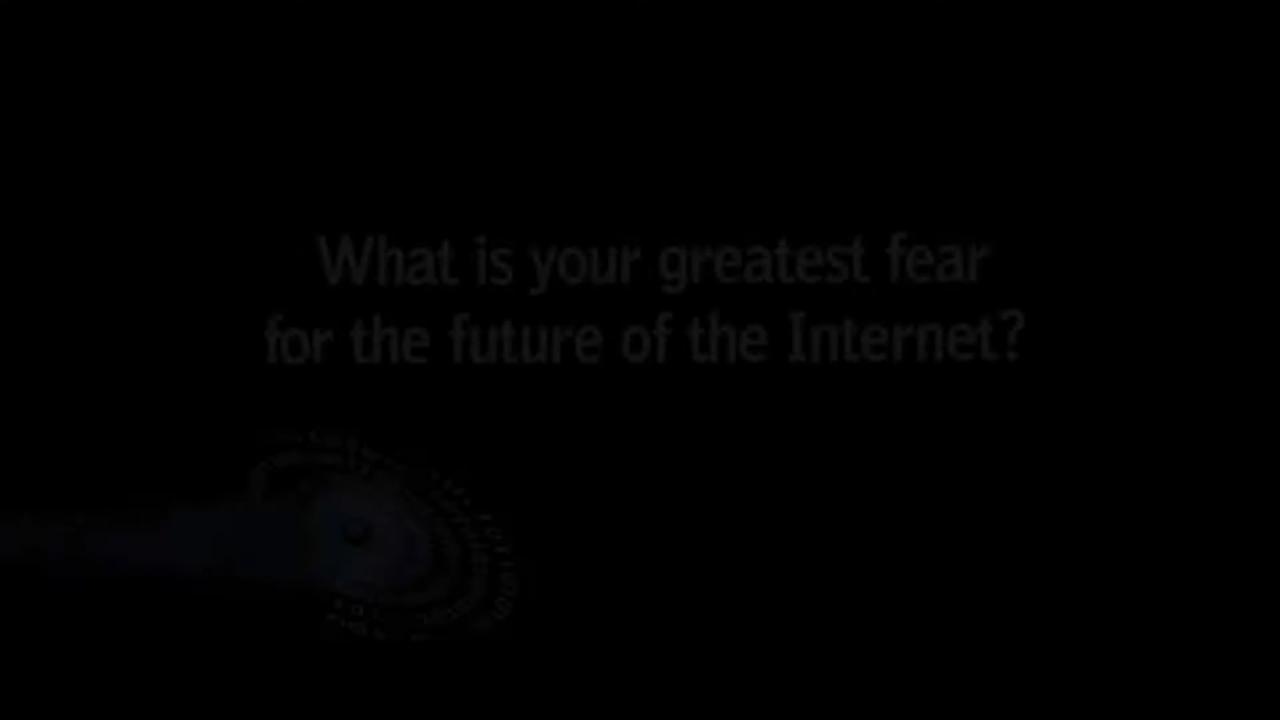 What is your greatest fear
for the future of the Internet?